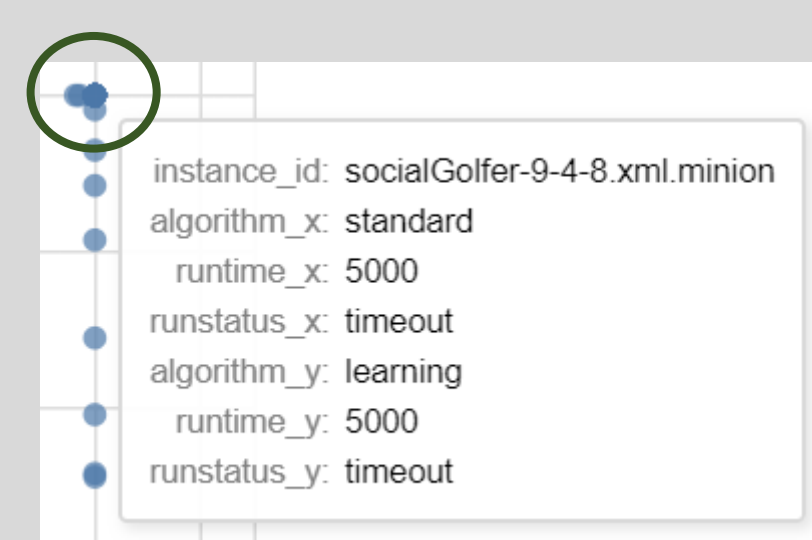 instance_id: socialGolfer-9-4-8.xml.minion
algorithm_x: standard
runtime_x: 5000
runstatus_x: timeout
algorithm_y: learning
runtime_y: 5000
runstatus_y: timeout